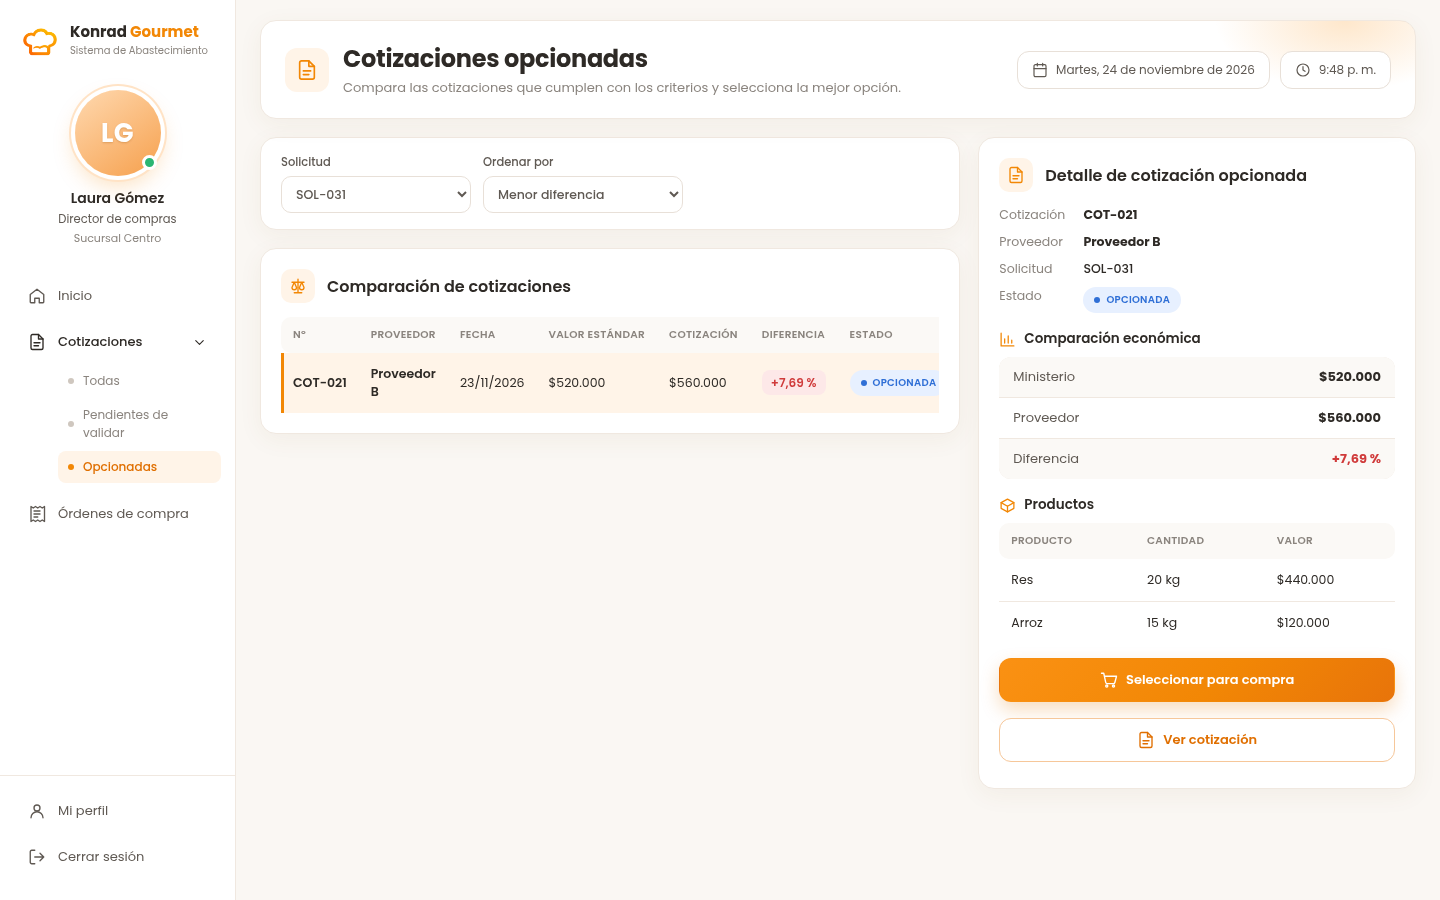 Konrad Gourmet
Sistema de Abastecimiento
LG
Laura Gómez
Director de compras
Sucursal Centro
Inicio
Cotizaciones
Todas
Pendientes de
validar
Opcionadas
Órdenes de compra
Mi perfil
Cerrar sesión
Cotizaciones opcionadas
Compara las cotizaciones que cumplen con los criterios y selecciona la mejor opción.
Martes, 24 de noviembre de 2026
9:48 p. m.
Solicitud
Ordenar por
SOL-031
Menor diferencia
Comparación de cotizaciones
N° PROVEEDOR FECHA VALOR ESTÁNDAR COTIZACIÓN DIFERENCIA ESTADO
COT-021 Proveedor B 23/11/2026 $520.000 $560.000 +7,69 % OPCIONADA
Detalle de cotización opcionada
Cotización COT-021
Proveedor Proveedor B
Solicitud SOL-031
Estado OPCIONADA
Comparación económica
Ministerio $520.000
Proveedor $560.000
Diferencia +7,69 %
Productos
PRODUCTO CANTIDAD VALOR
Res 20 kg $440.000
Arroz 15 kg $120.000
Seleccionar para compra
Ver cotización